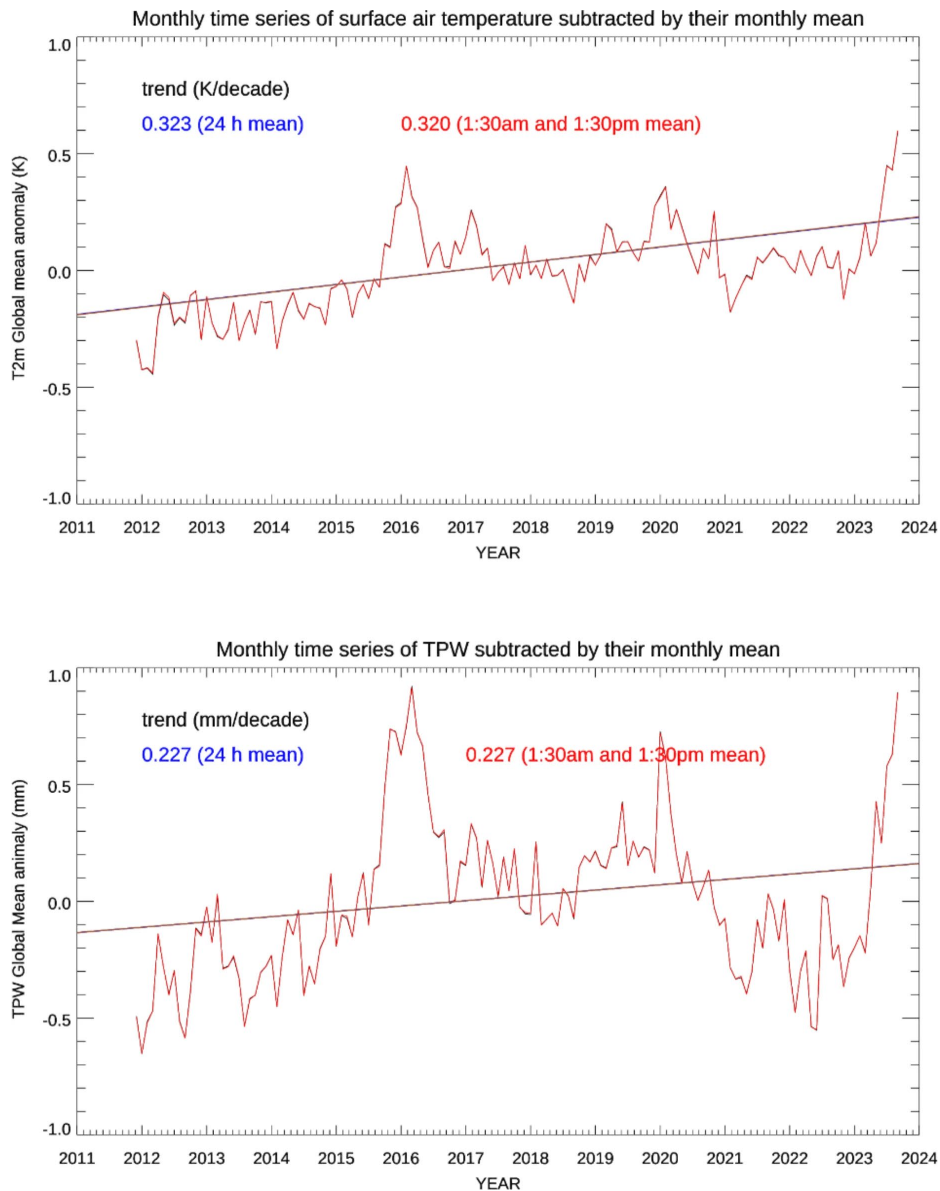 Monthly time series of surface air temperature subtracted by their monthly mean
1.0
trend (K/decade)
0.323 (24 h mean) 0.320 (1:30am and 1:30pm mean)
0.5
T2m Global mean anomaly (K)
0.0
-0.5
-1.0
2011 2012 2013 2014 2015 2016 2017 2018 2019 2020 2021 2022 2023 2024
YEAR
Monthly time series of TPW subtracted by their monthly mean
1.0
trend (mm/decade)
0.227 (24 h mean) 0.227 (1:30am and 1:30pm mean)
0.5
TPW Global Mean animaly (mm)
0.0
-0.5
-1.0
2011 2012 2013 2014 2015 2016 2017 2018 2019 2020 2021 2022 2023 2024
YEAR